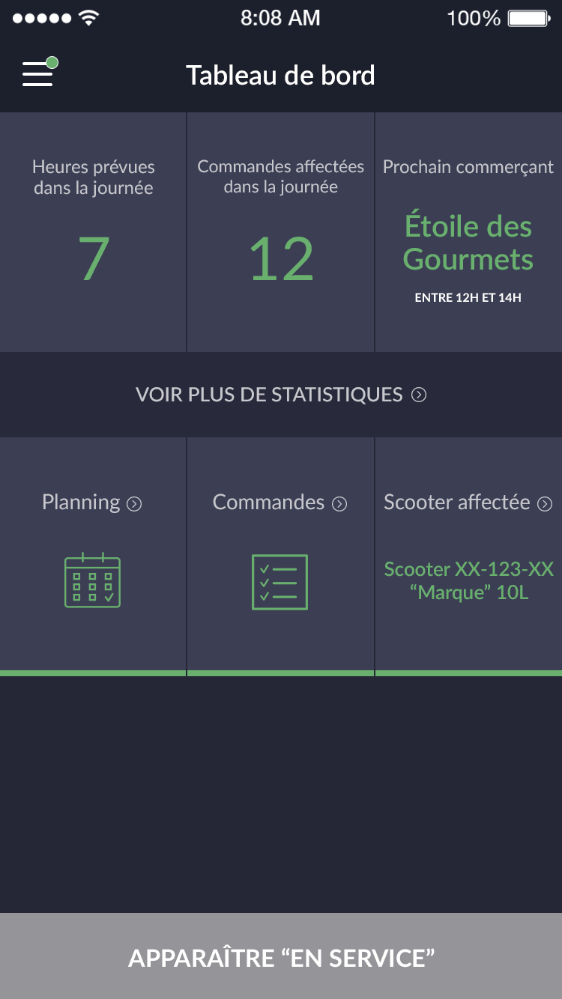 8:08 AM
100%
Tableau de bord
Heures prévues
dans la journée
7
Commandes affectées
dans la journée
12
Prochain commerçant
Étoile des
Gourmets
ENTRE 12H ET 14H
VOIR PLUS DE STATISTIQUES
Planning
Commandes
Scooter affectée
Scooter XX-123-XX
“Marque” 10L
APPARAÎTRE “EN SERVICE”